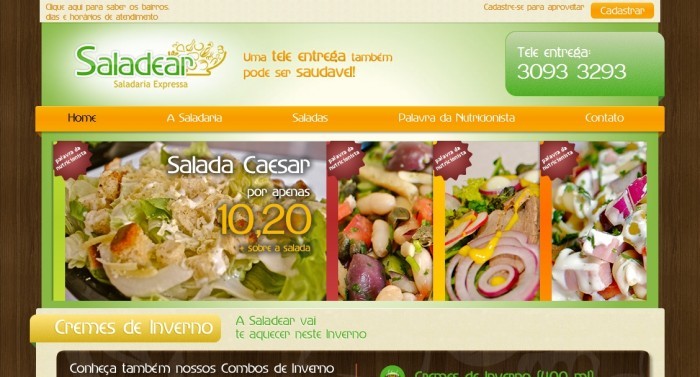 Clique aqui para saber os bairros,
dias e horários de atendimento
Cadastre-se para aproveitar
Cadastrar
Saladear
Saladaria Expressa
Uma tele entrega também
pode ser saudável!
Tele entrega:
3093 3293
Home
A Saladaria
Saladas
Palavra da Nutricionista
Contato
palavra da
nutricionista
Salada Caesar
por apenas
10,20
+ sobre a salada
palavra da
nutricionista
palavra da
nutricionista
palavra da
nutricionista
Cremes de Inverno
A Saladear vai
te aquecer neste Inverno
Conheça também nossos Combos de Inverno
Cremes de Inverno (400 ml)